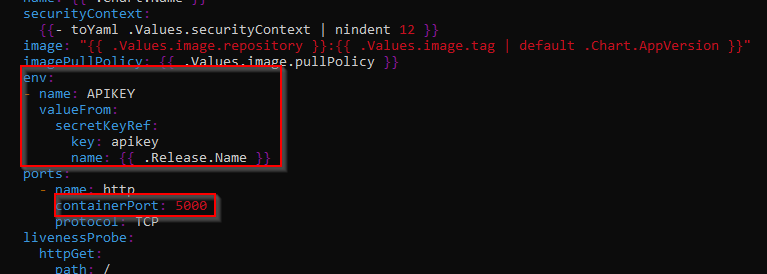 name: {{ .Chart.Name }}
securityContext:
{{- toYaml .Values.securityContext | nindent 12 }}
image: "{{ .Values.image.repository }}:{{ .Values.image.tag | default .Chart.AppVersion }}"
imagePullPolicy: {{ .Values.image.pullPolicy }}
env:
- name: APIKEY
valueFrom:
secretKeyRef:
key: apikey
name: {{ .Release.Name }}
ports:
- name: http
containerPort: 5000
protocol: TCP
livenessProbe:
httpGet:
path: /